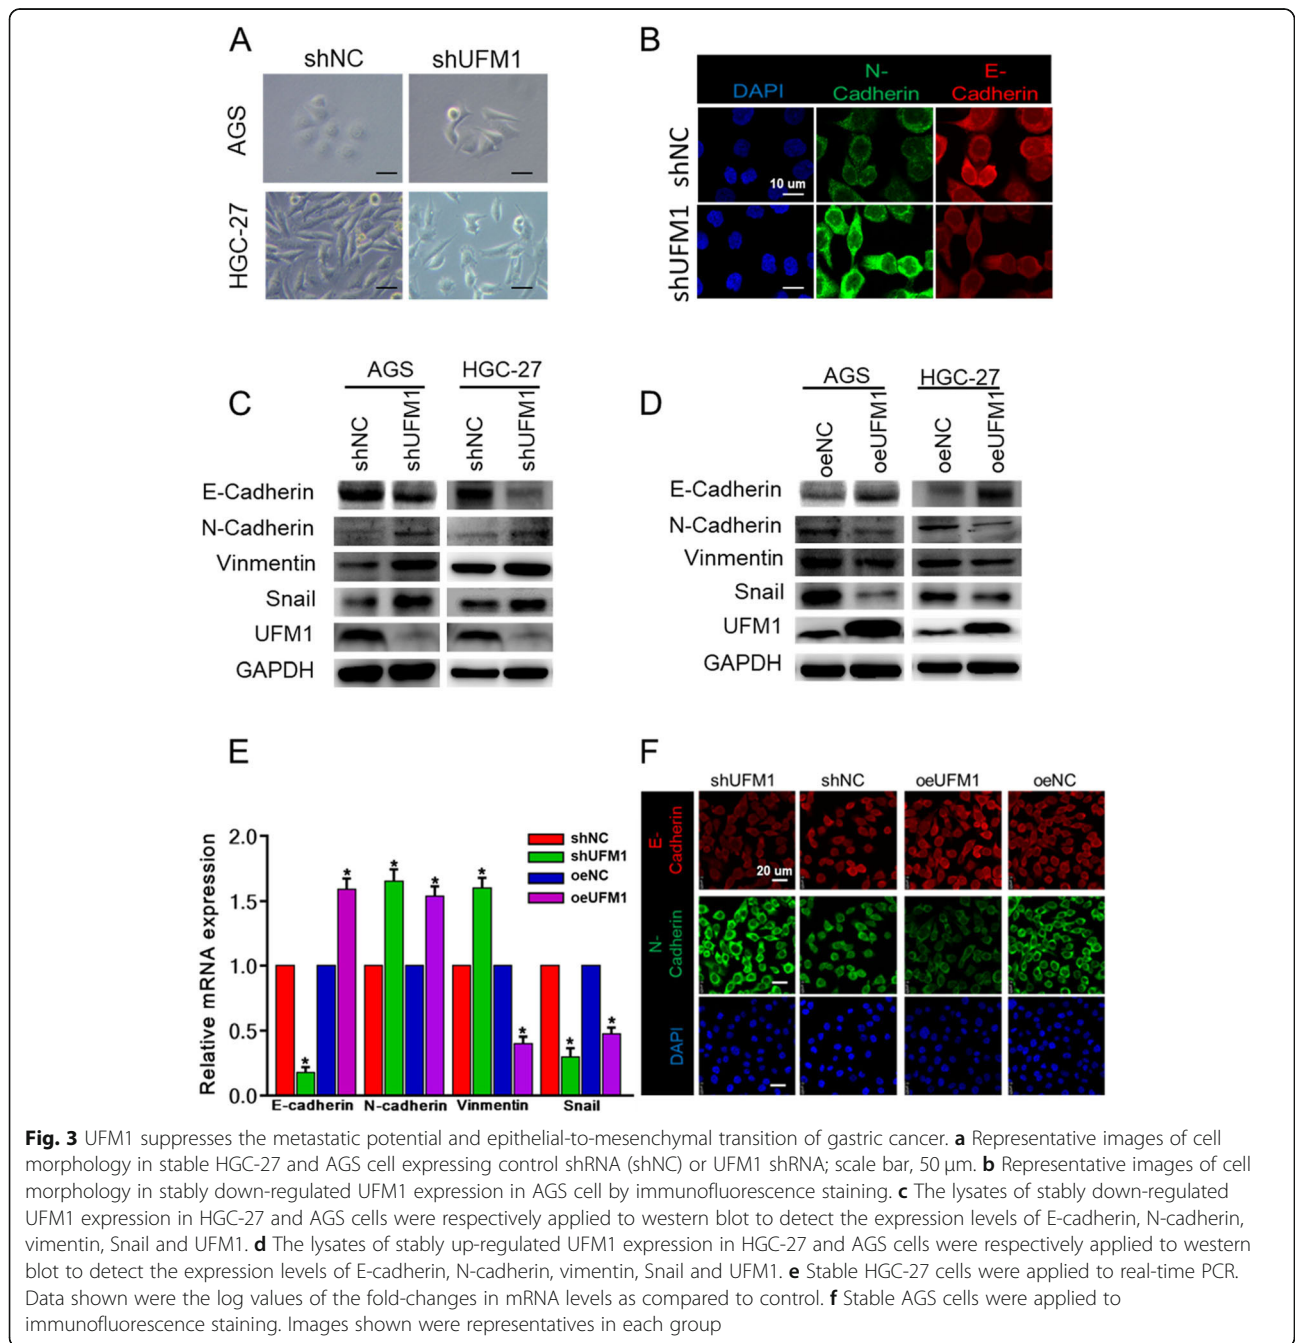 A
shNC
shUFM1
AGS
HGC-27
B
DAPI
N-
Cadherin
E-
Cadherin
shNC
shUFM1
10 um
C
AGS
HGC-27
shNC
shUFM1
shNC
shUFM1
E-Cadherin
N-Cadherin
Vinmentin
Snail
UFM1
GAPDH
D
AGS
HGC-27
oeNC
oeUFM1
oeNC
oeUFM1
E-Cadherin
N-Cadherin
Vinmentin
Snail
UFM1
GAPDH
E
Relative mRNA expression
2.0
1.5
1.0
0.5
0.0
shNC
shUFM1
oeNC
oeUFM1
* * * * * * * *
E-cadherin N-cadherin Vinmentin Snail
F
shUFM1 shNC oeUFM1 oeNC
E-
Cadherin
20 um
N-
Cadherin
DAPI
Fig. 3 UFM1 suppresses the metastatic potential and epithelial-to-mesenchymal transition of gastric cancer. a Representative images of cell
morphology in stable HGC-27 and AGS cell expressing control shRNA (shNC) or UFM1 shRNA; scale bar, 50 μm. b Representative images of cell
morphology in stably down-regulated UFM1 expression in AGS cell by immunofluorescence staining. c The lysates of stably down-regulated
UFM1 expression in HGC-27 and AGS cells were respectively applied to western blot to detect the expression levels of E-cadherin, N-cadherin,
vimentin, Snail and UFM1. d The lysates of stably up-regulated UFM1 expression in HGC-27 and AGS cells were respectively applied to western
blot to detect the expression levels of E-cadherin, N-cadherin, vimentin, Snail and UFM1. e Stable HGC-27 cells were applied to real-time PCR.
Data shown were the log values of the fold-changes in mRNA levels as compared to control. f Stable AGS cells were applied to
immunofluorescence staining. Images shown were representatives in each group